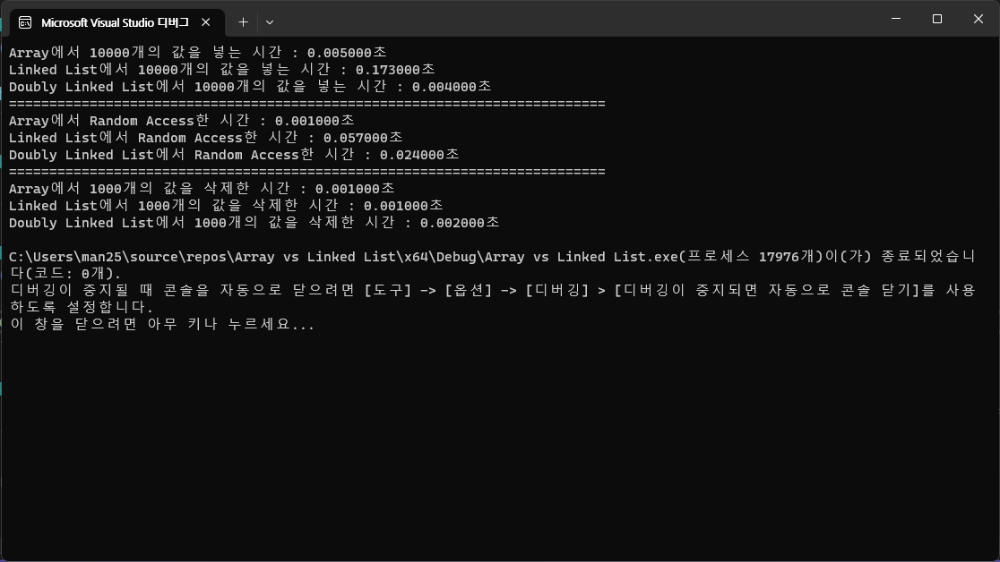 Microsoft Visual Studio 디버그
Array에서 10000개의 값을 넣는 시간 : 0.005000초
Linked List에서 10000개의 값을 넣는 시간 : 0.173000초
Doubly Linked List에서 10000개의 값을 넣는 시간 : 0.004000초
==========================================================================
Array에서 Random Access한 시간 : 0.001000초
Linked List에서 Random Access한 시간 : 0.057000초
Doubly Linked List에서 Random Access한 시간 : 0.024000초
==========================================================================
Array에서 1000개의 값을 삭제한 시간 : 0.001000초
Linked List에서 1000개의 값을 삭제한 시간 : 0.001000초
Doubly Linked List에서 1000개의 값을 삭제한 시간 : 0.002000초
C:\Users\man25\source\repos\Array vs Linked List\x64\Debug\Array vs Linked List.exe(프로세스 17976개)이(가) 종료되었습니
다(코드: 0개).
디버깅이 중지될 때 콘솔을 자동으로 닫으려면 [도구] -> [옵션] -> [디버깅] > [디버깅이 중지되면 자동으로 콘솔 닫기]를 사용
하도록 설정합니다.
이 창을 닫으려면 아무 키나 누르세요...